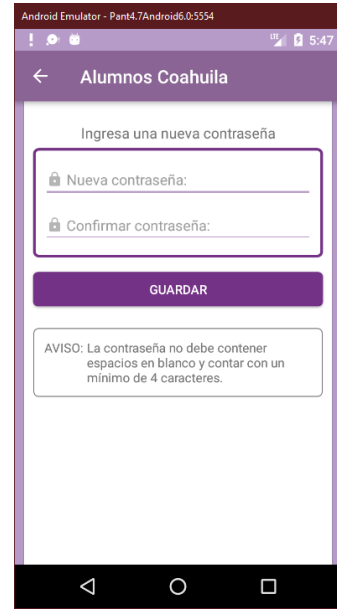 Android Emulator - Pant4.7Android6.0:5554
LTE 5:47
Alumnos Coahuila
Ingresa una nueva contraseña
Nueva contraseña:
Confirmar contraseña:
GUARDAR
AVISO: La contraseña no debe contener
espacios en blanco y contar con un
mínimo de 4 caracteres.